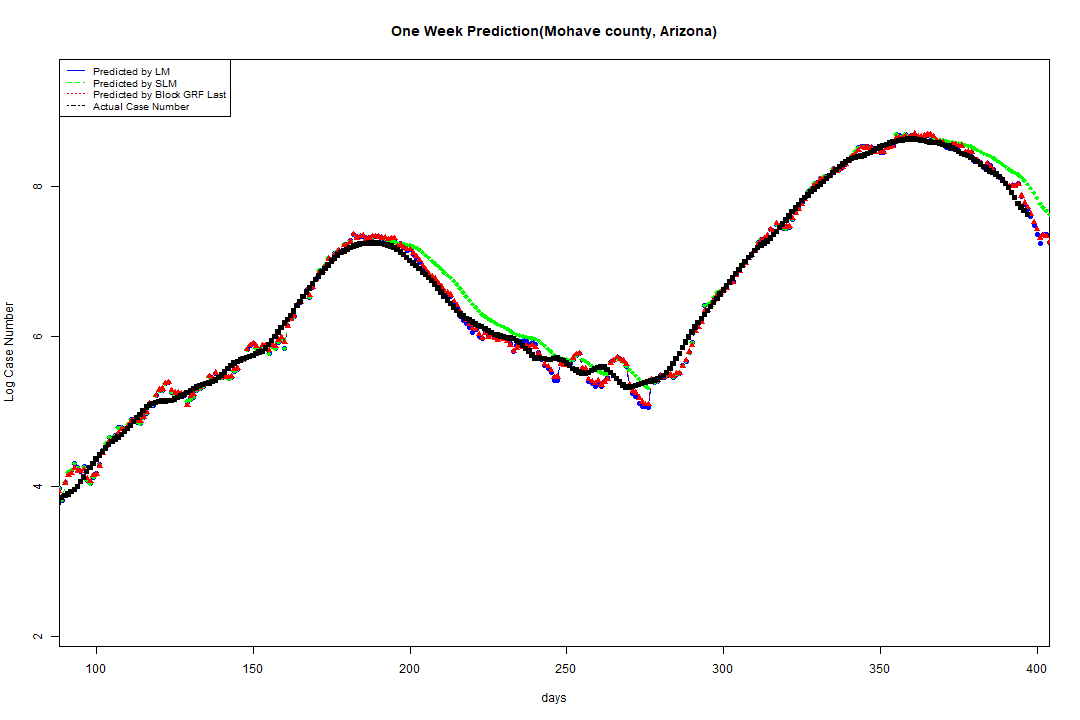 One Week Prediction(Mohave county, Arizona)
Predicted by LM
Predicted by SLM
Predicted by Block GRF Last
Actual Case Number
Log Case Number
8
6
4
2
100 150 200 250 300 350 400
days